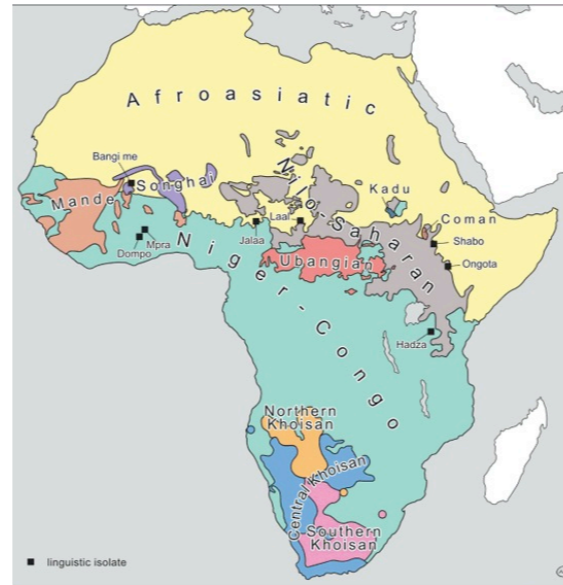 Afroasiatic
Bangi me
Songhai
Mande
Nilo-Saharan
Kadu
Laal
Jalaa
Coman
Shabo
Ongota
Mpra
Dompo
Niger-Congo
Ubangian
Hadza
Northern
Khoisan
Central Khoisan
Southern
Khoisan
linguistic isolate